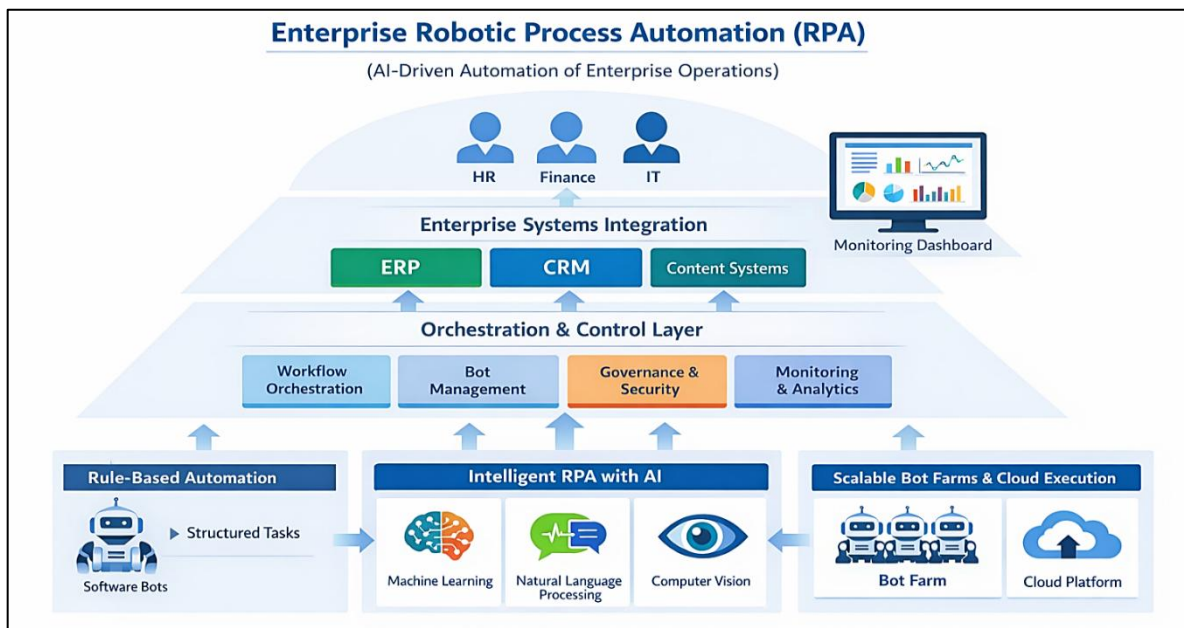 Enterprise Robotic Process Automation (RPA)
(AI-Driven Automation of Enterprise Operations)
HR
Finance
IT
Monitoring Dashboard
Enterprise Systems Integration
ERP
CRM
Content Systems
Orchestration & Control Layer
Workflow
Orchestration
Bot
Management
Governance &
Security
Monitoring
& Analytics
Rule-Based Automation
Structured Tasks
Software Bots
Intelligent RPA with AI
Machine Learning
Natural Language
Processing
Computer Vision
Scalable Bot Farms & Cloud Execution
Bot Farm
Cloud Platform